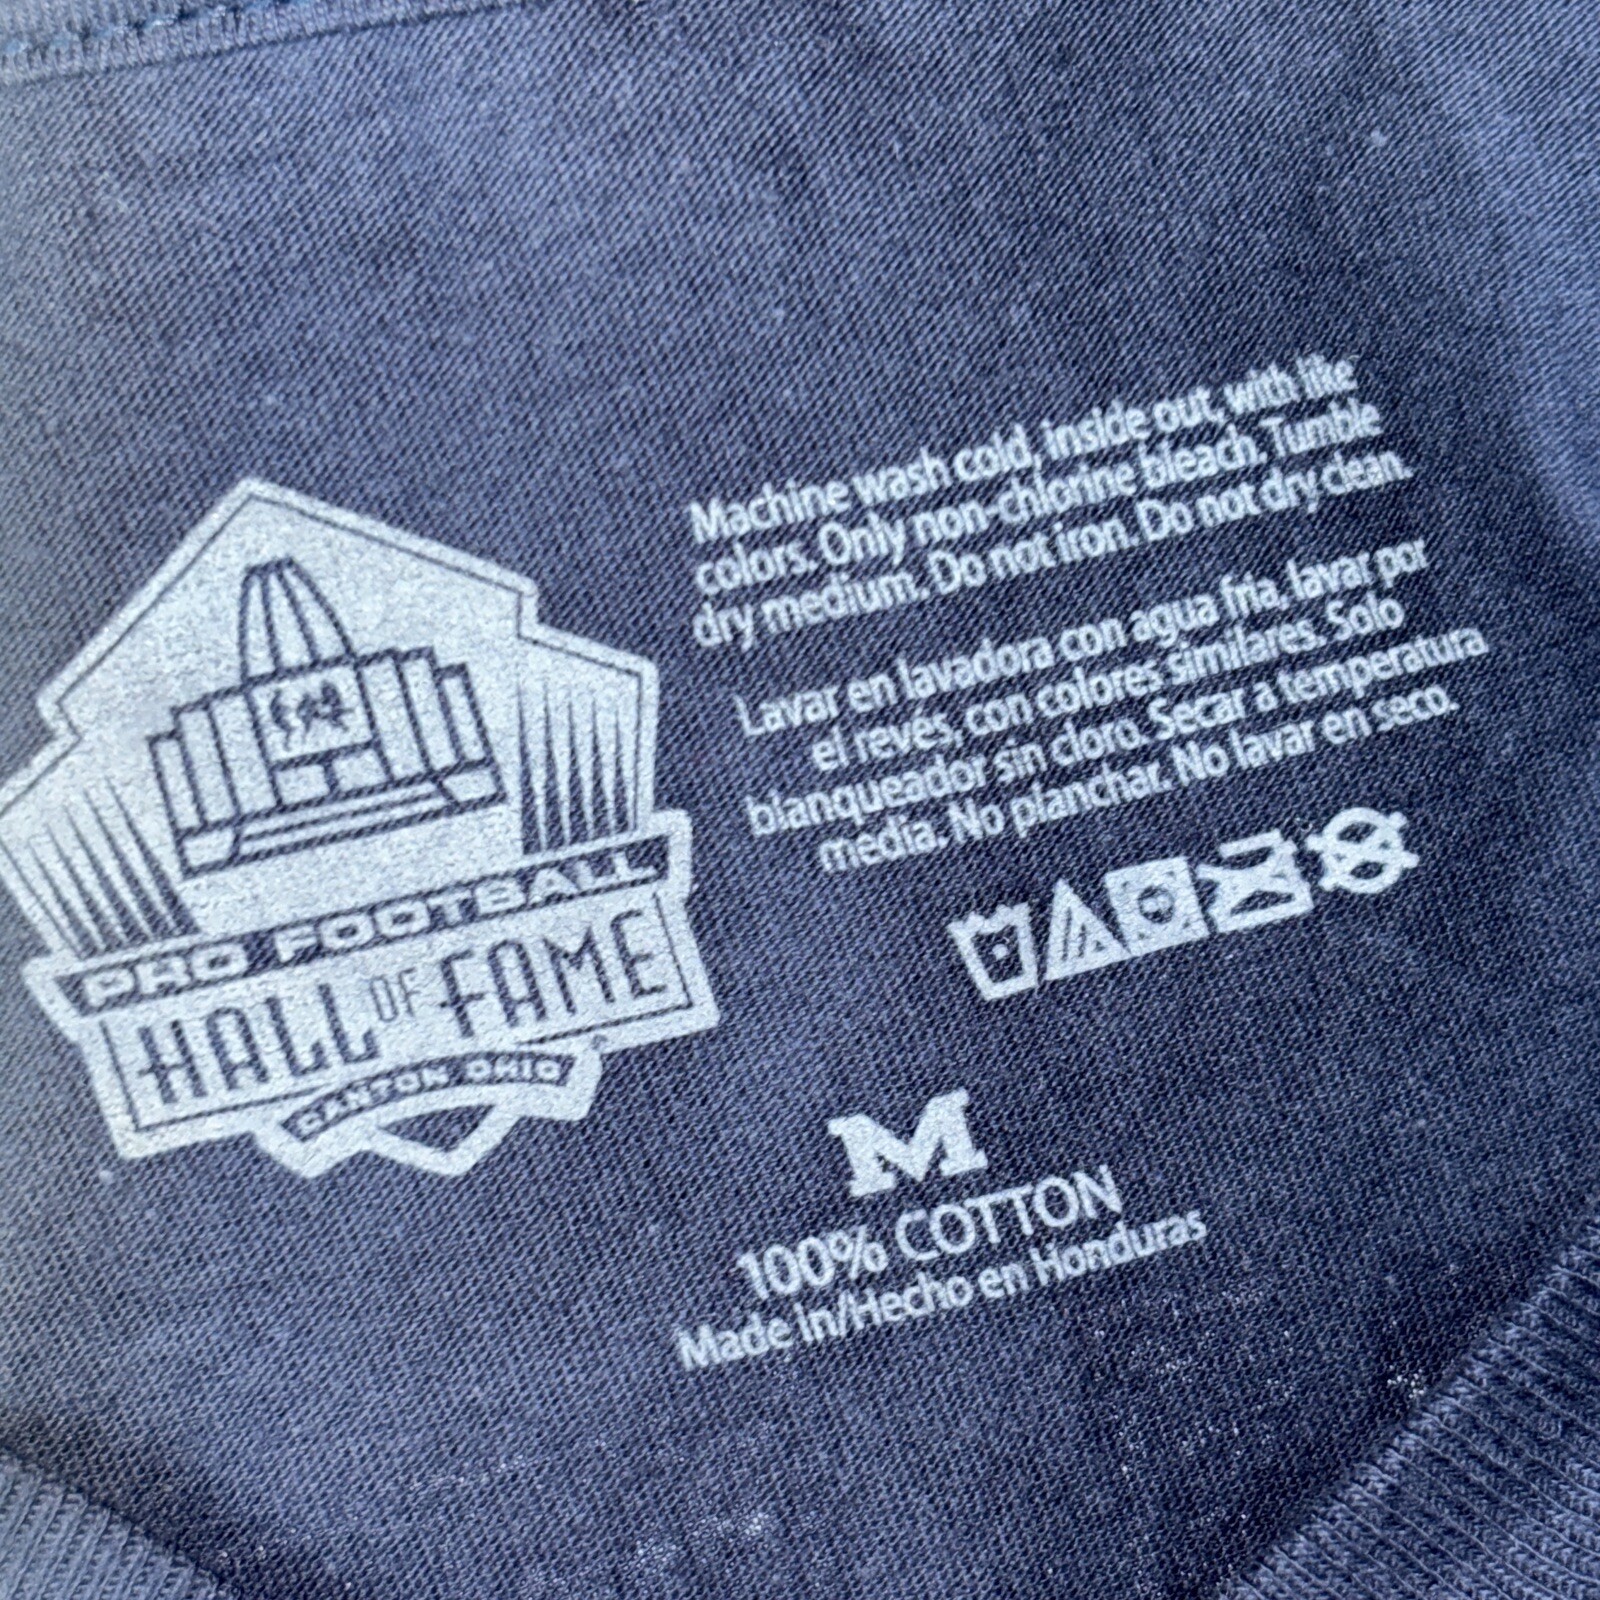 Machine wash cold, inside out, with like
colors. Only non-chlorine bleach. Tumble
dry medium. Do not iron. Do not dry clean.
Lavar en lavadora con agua fria, lavar por
el revés, con colores similares. Solo
blanqueador sin cloro. Secar a temperatura
media. No planchar. No lavar en seco.
PRO FOOTBALL
HALL OF FAME
CANTON OHIO
M
100% COTTON
Made in/Hecho en Honduras